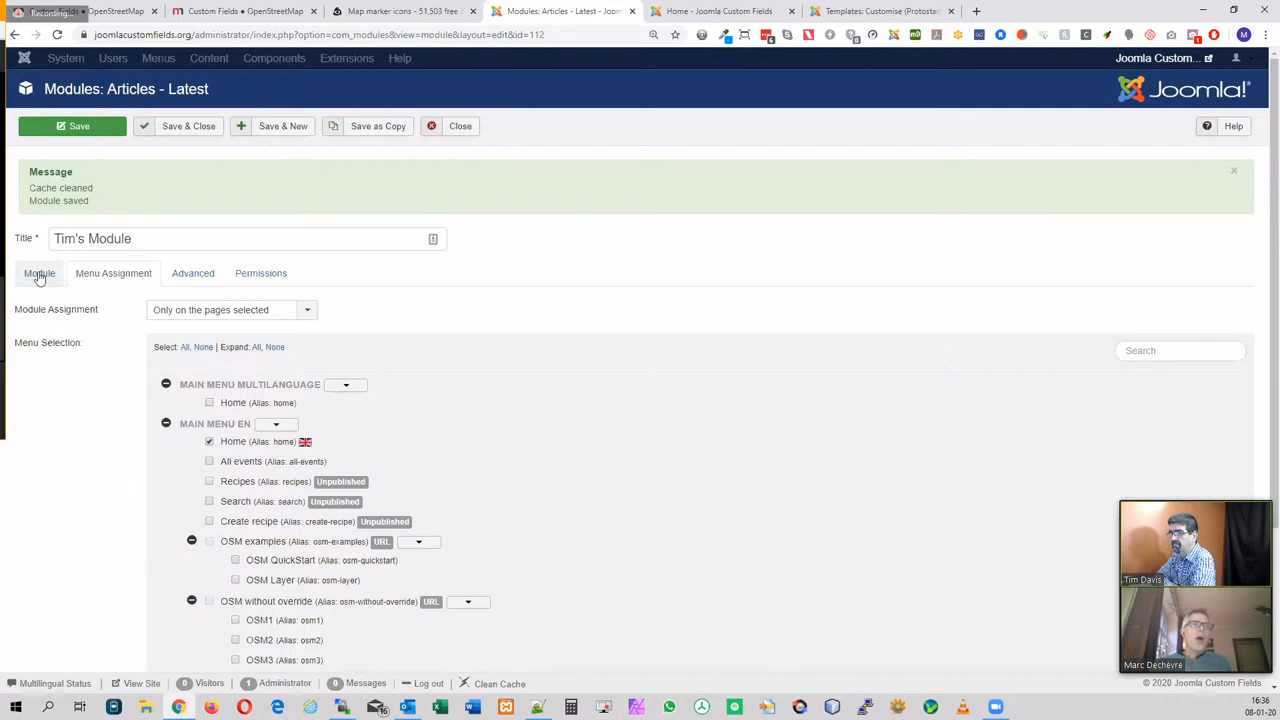 Recording...
Custom Fields • OpenStreetMap
Custom Fields • OpenStreetMap
Map marker icons - 51,503 free
Modules: Articles - Latest - Joo
Home - Joomla Custom Fields
Templates: Customise (Protostar)
joomlacustomfields.org/administrator/index.php?option=com_modules&view=module&layout=edit&id=112
System Users Menus Content Components Extensions Help
Joomla Custom...
Modules: Articles - Latest
Joomla!
Save
Save & Close
Save & New
Save as Copy
Close
Help
Message
Cache cleaned
Module saved
Title * Tim's Module
Module Menu Assignment Advanced Permissions
Module Assignment Only on the pages selected
Menu Selection:
Select: All, None | Expand: All, None
Search
MAIN MENU MULTILANGUAGE
Home (Alias: home)
MAIN MENU EN
Home (Alias: home)
All events (Alias: all-events)
Recipes (Alias: recipes) Unpublished
Search (Alias: search) Unpublished
Create recipe (Alias: create-recipe) Unpublished
OSM examples (Alias: osm-examples) URL
OSM QuickStart (Alias: osm-quickstart)
OSM Layer (Alias: osm-layer)
OSM without override (Alias: osm-without-override) URL
OSM1 (Alias: osm1)
OSM2 (Alias: osm2)
OSM3 (Alias: osm3)
Tim Davis
Marc Dechèvre
Multilingual Status View Site 0 Visitors 1 Administrator 0 Messages Log out Clean Cache
© 2020 Joomla Custom Fields
16:36
08-01-20